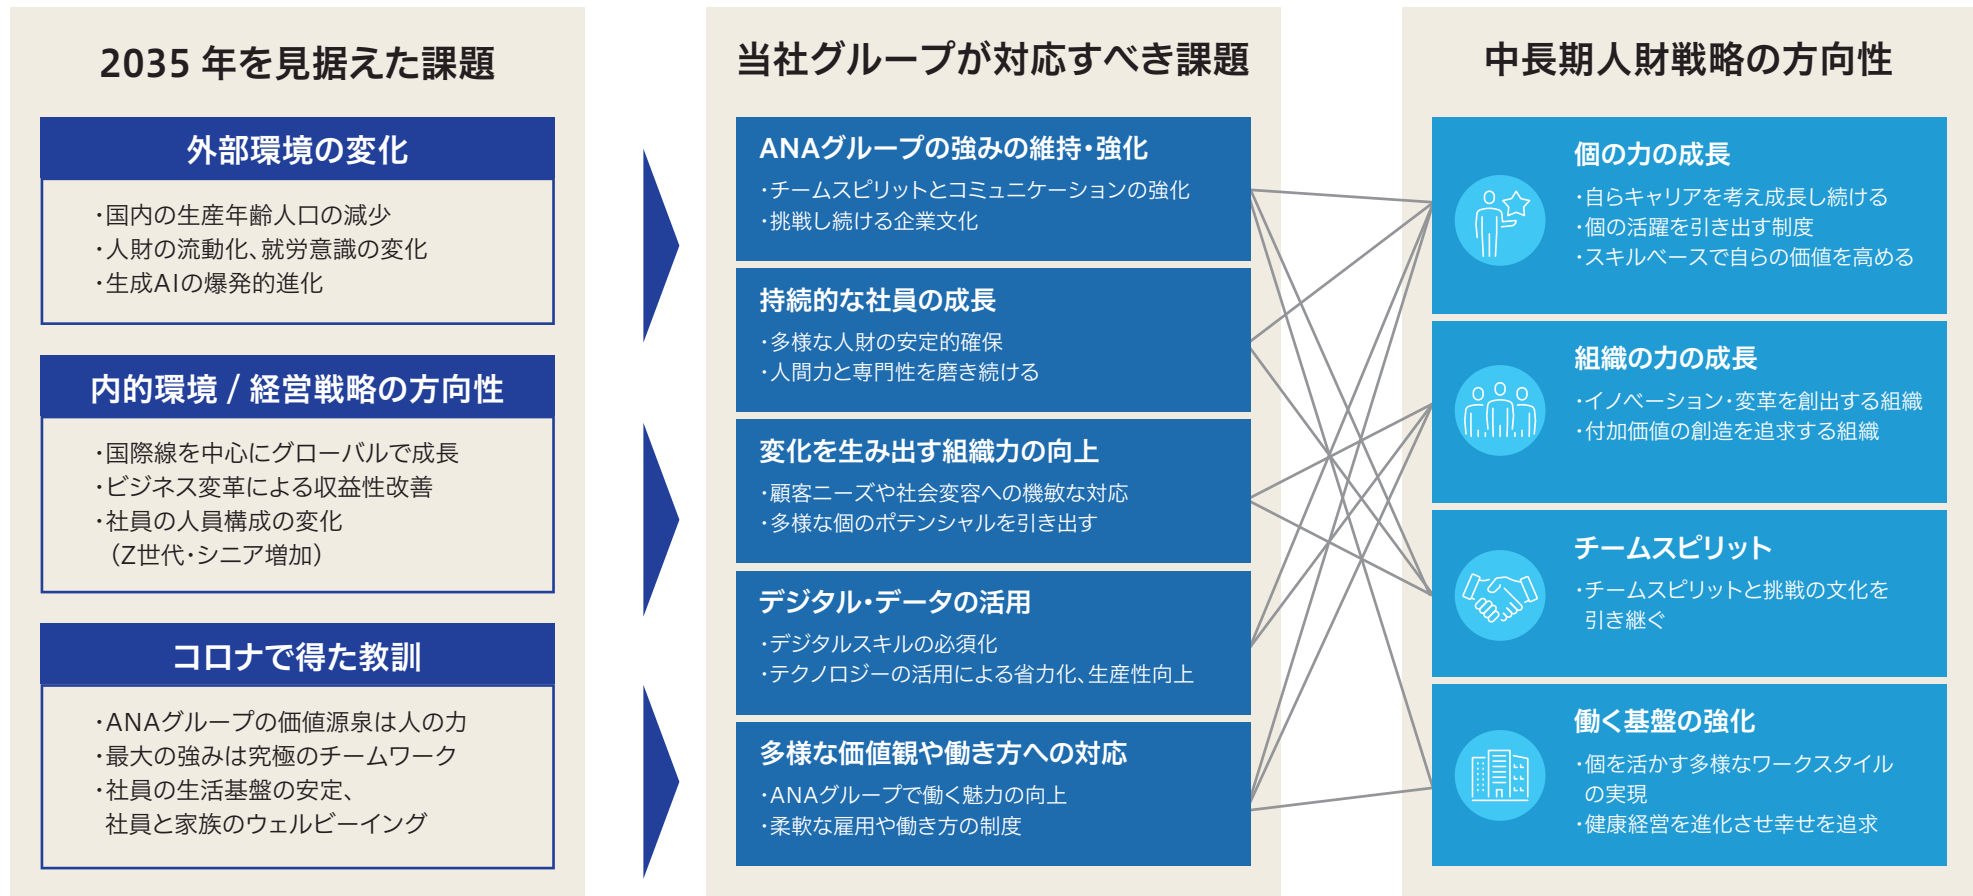 2035 年を見据えた課題
外部環境の変化
・国内の生産年齢人口の減少
・人財の流動化、就労意識の変化
・生成AIの爆発的進化
内的環境 / 経営戦略の方向性
・国際線を中心にグローバルで成長
・ビジネス変革による収益性改善
・社員の人員構成の変化
（Z世代・シニア増加）
コロナで得た教訓
・ANAグループの価値源泉は人の力
・最大の強みは究極のチームワーク
・社員の生活基盤の安定、
社員と家族のウェルビーイング
当社グループが対応すべき課題
ANAグループの強みの維持・強化
・チームスピリットとコミュニケーションの強化
・挑戦し続ける企業文化
持続的な社員の成長
・多様な人財の安定的確保
・人間力と専門性を磨き続ける
変化を生み出す組織力の向上
・顧客ニーズや社会変容への機敏な対応
・多様な個のポテンシャルを引き出す
デジタル・データの活用
・デジタルスキルの必須化
・テクノロジーの活用による省力化、生産性向上
多様な価値観や働き方への対応
・ANAグループで働く魅力の向上
・柔軟な雇用や働き方の制度
中長期人財戦略の方向性
個の力の成長
・自らキャリアを考え成長し続ける
・個の活躍を引き出す制度
・スキルベースで自らの価値を高める
組織の力の成長
・イノベーション・変革を創出する組織
・付加価値の創造を追求する組織
チームスピリット
・チームスピリットと挑戦の文化を
引き継ぐ
働く基盤の強化
・個を活かす多様なワークスタイル
の実現
・健康経営を進化させ幸せを追求